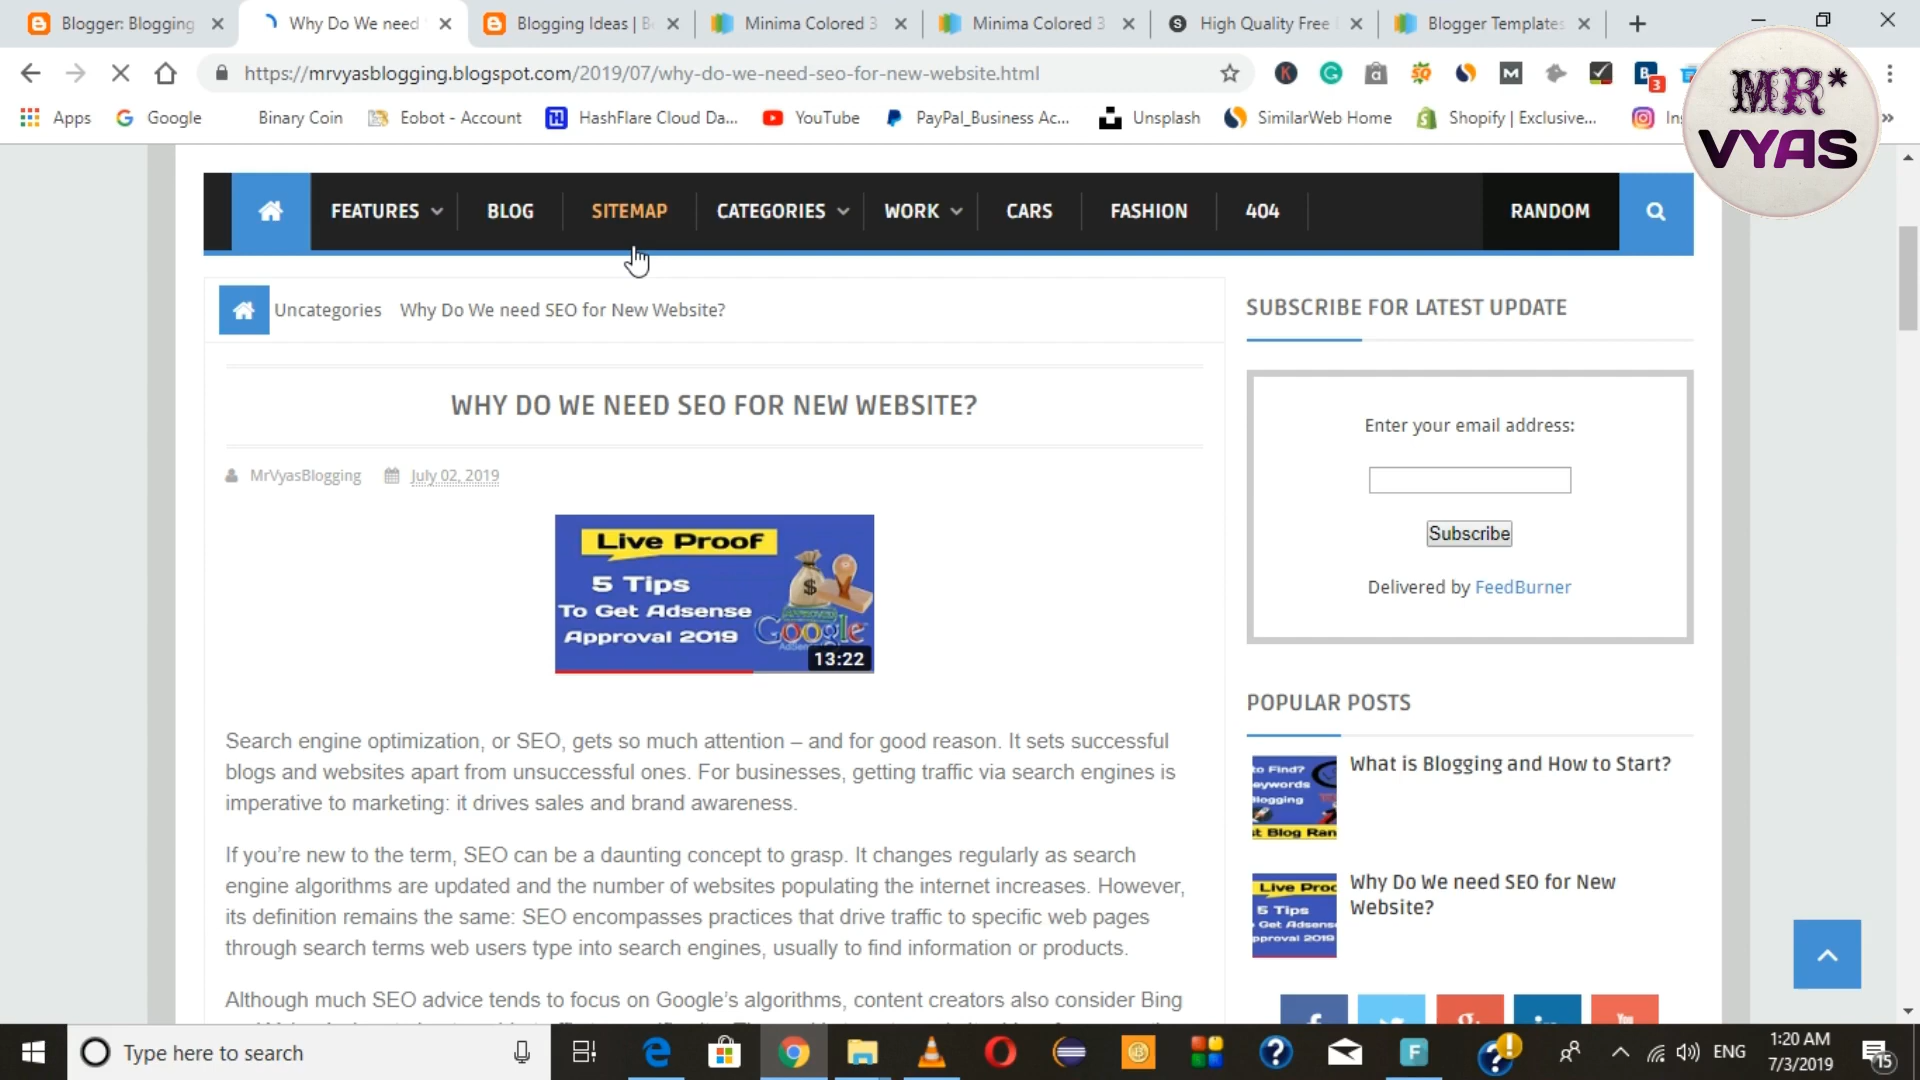 Blogger: Blogging
Why Do We need
Blogging Ideas | Be
Minima Colored 3
Minima Colored 3
High Quality Free
Blogger Templates
https://mrvyasblogging.blogspot.com/2019/07/why-do-we-need-seo-for-new-website.html
3
MR*
VYAS
Apps
Google
Binary Coin
Eobot - Account
HashFlare Cloud Da...
YouTube
PayPal_Business Ac...
Unsplash
SimilarWeb Home
Shopify | Exclusive...
FEATURES
BLOG
SITEMAP
CATEGORIES
WORK
CARS
FASHION
404
RANDOM
Uncategories
Why Do We need SEO for New Website?
WHY DO WE NEED SEO FOR NEW WEBSITE?
MrVyasBlogging
July 02, 2019
Live Proof
5 Tips
To Get Adsense
Approval 2019
Google
13:22
Search engine optimization, or SEO, gets so much attention – and for good reason. It sets successful
blogs and websites apart from unsuccessful ones. For businesses, getting traffic via search engines is
imperative to marketing: it drives sales and brand awareness.
If you’re new to the term, SEO can be a daunting concept to grasp. It changes regularly as search
engine algorithms are updated and the number of websites populating the internet increases. However,
its definition remains the same: SEO encompasses practices that drive traffic to specific web pages
through search terms web users type into search engines, usually to find information or products.
Although much SEO advice tends to focus on Google’s algorithms, content creators also consider Bing
SUBSCRIBE FOR LATEST UPDATE
Enter your email address:
Subscribe
Delivered by FeedBurner
POPULAR POSTS
What is Blogging and How to Start?
Why Do We need SEO for New
Website?
Type here to search
ENG
1:20 AM
7/3/2019
15